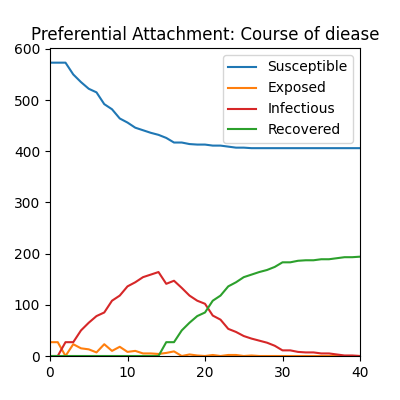 Preferential Attachment: Course of diease
600
500
400
300
200
100
0
0 10 20 30 40
Susceptible
Exposed
Infectious
Recovered